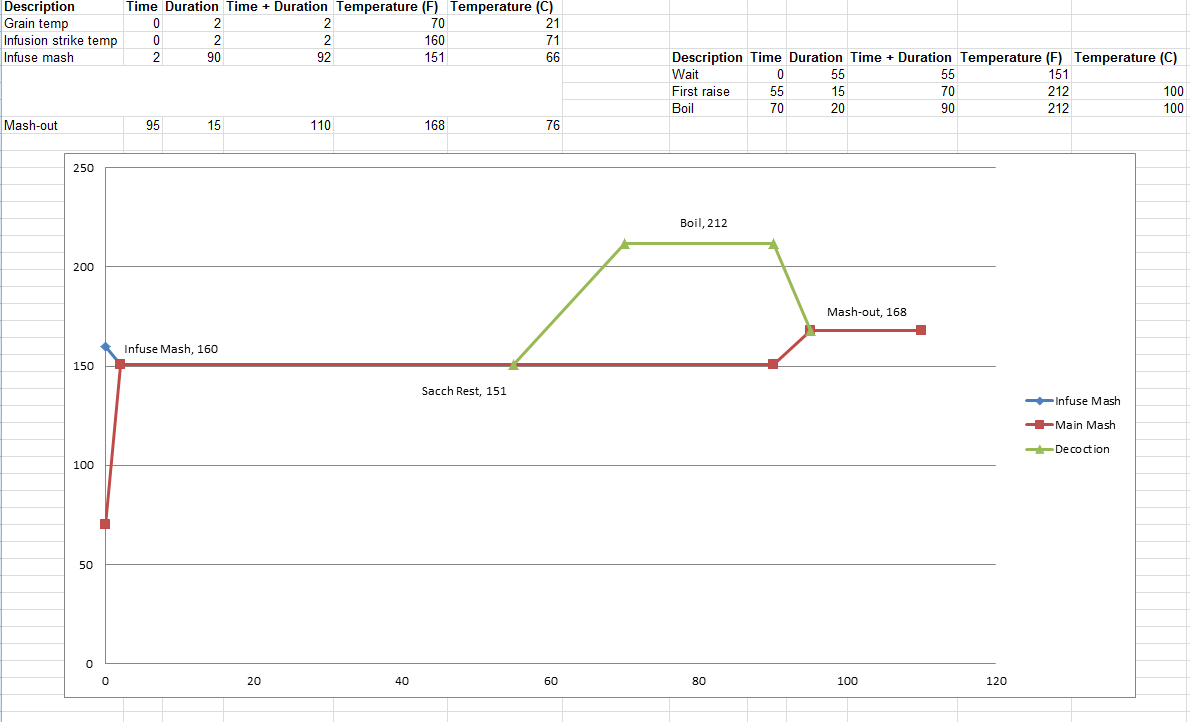 Description Time Duration Time + Duration Temperature (F) Temperature (C)
Grain temp 0 2 2 70 21
Infusion strike temp 0 2 2 160 71
Infuse mash 2 90 92 151 66
Description Time Duration Time + Duration Temperature (F) Temperature (C)
Wait 0 55 55 151
First raise 55 15 70 212 100
Boil 70 20 90 212 100
Mash-out 95 15 110 168 76
250
Boil, 212
200
Mash-out, 168
Infuse Mash, 160
150
Sacch Rest, 151
Infuse Mash
Main Mash
Decoction
100
50
0
0 20 40 60 80 100 120